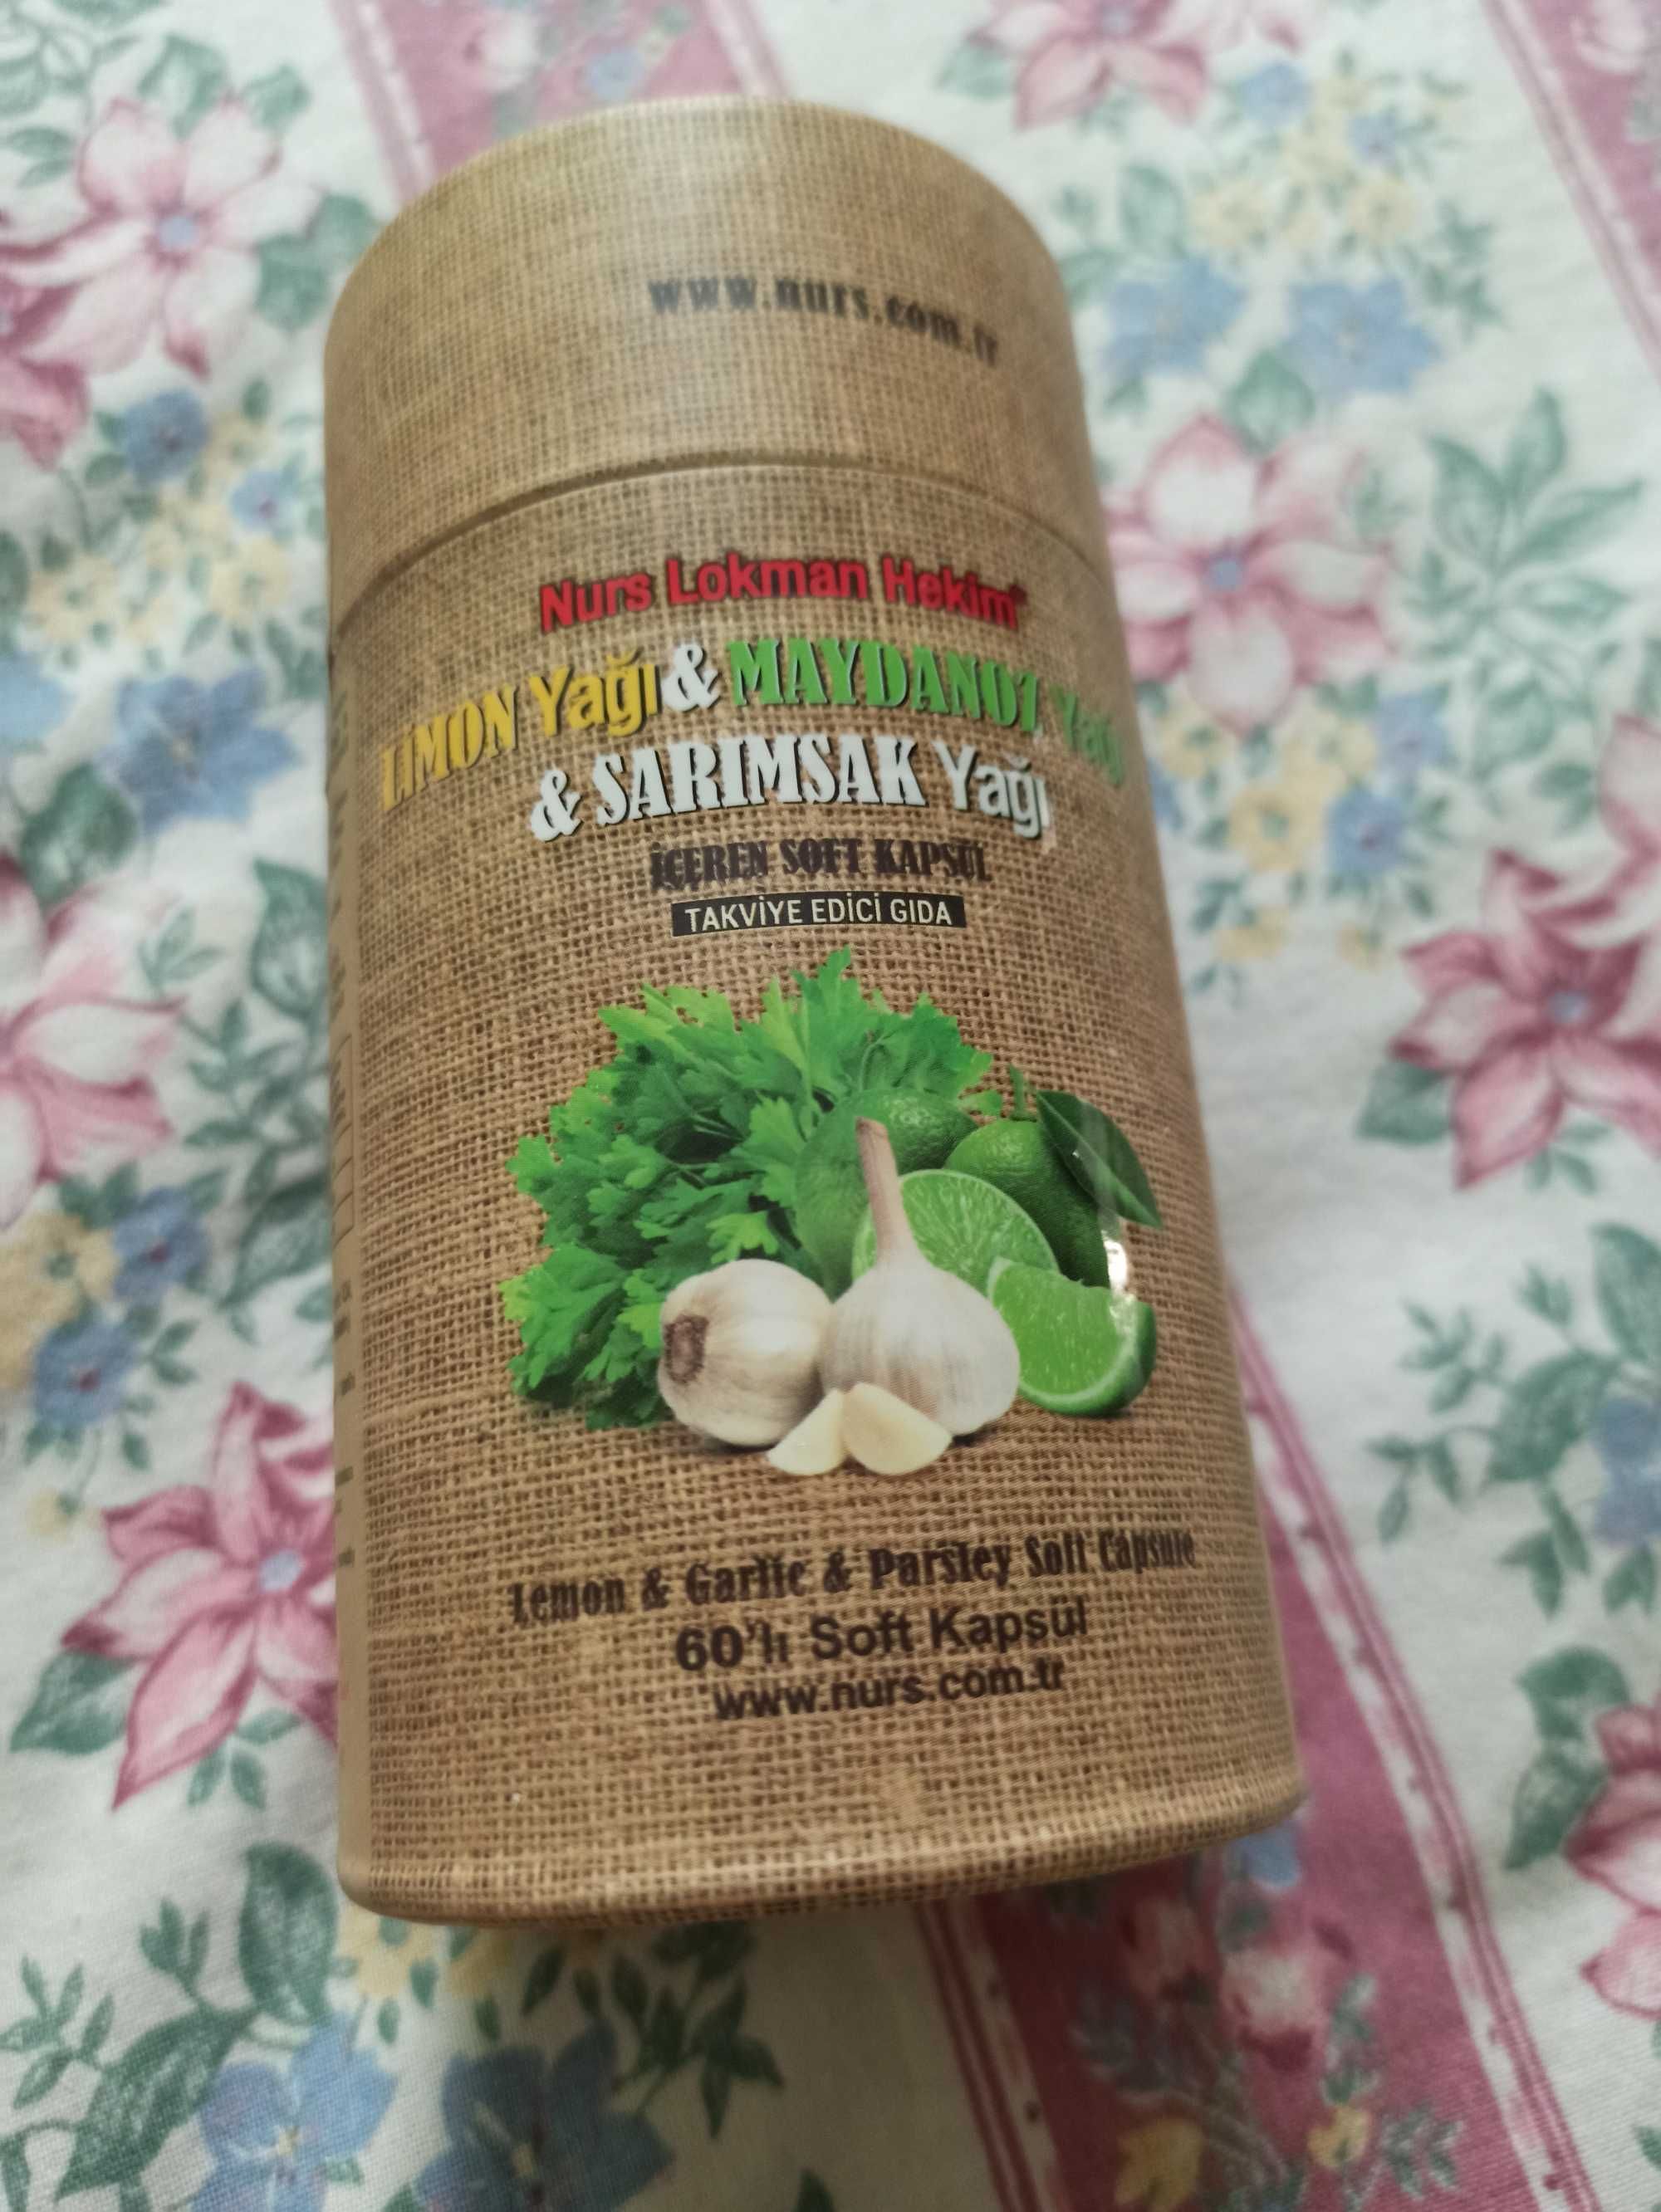 www.nurs.com.tr
Nurs Lokman Hekim®
LİMON Yağı & MAYDANOZ Yağı
& SARIMSAK Yağı
İÇEREN SOFT KAPSÜL
TAKVİYE EDİCİ GIDA
Lemon & Garlic & Parsley Soft Capsule
60'lı Soft Kapsül
www.nurs.com.tr